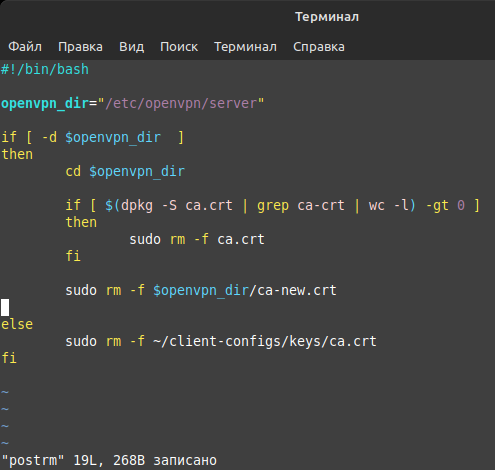 Терминал
Файл Правка Вид Поиск Терминал Справка
#!/bin/bash
openvpn_dir="/etc/openvpn/server"
if [ -d $openvpn_dir  ]
then
        cd $openvpn_dir
        if [ $(dpkg -S ca.crt | grep ca-crt | wc -l) -gt 0 ]
        then
                sudo rm -f ca.crt
        fi
        sudo rm -f $openvpn_dir/ca-new.crt
else
        sudo rm -f ~/client-configs/keys/ca.crt
fi
~
~
~
~
"postrm" 19L, 268B записано